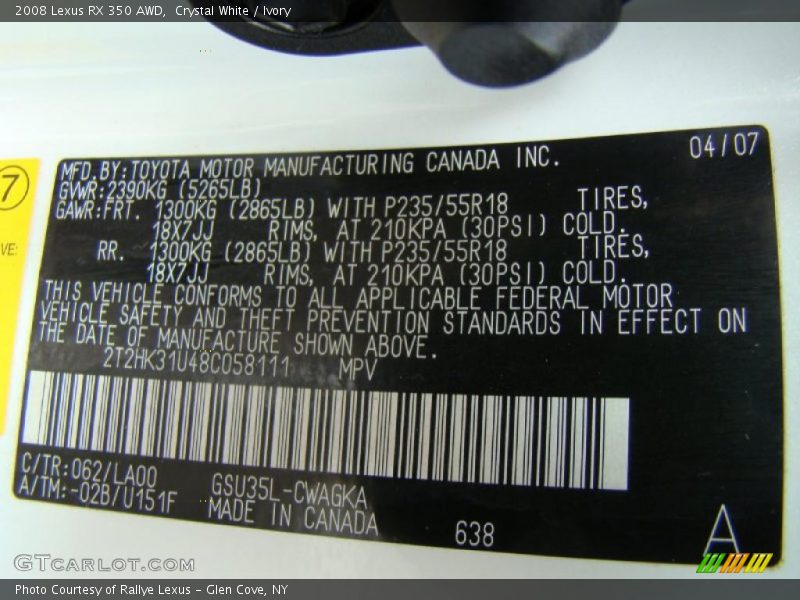 2008 Lexus RX 350 AWD, Crystal White / Ivory
7
VE:
04/07
MFD.BY:TOYOTA MOTOR MANUFACTURING CANADA INC.
GVWR:2390KG (5265LB)
GAWR:FRT. 1300KG (2865LB) WITH P235/55R18 TIRES,
18X7JJ RIMS, AT 210KPA (30PSI) COLD.
RR. 1300KG (2865LB) WITH P235/55R18 TIRES,
18X7JJ RIMS, AT 210KPA (30PSI) COLD.
THIS VEHICLE CONFORMS TO ALL APPLICABLE FEDERAL MOTOR
VEHICLE SAFETY AND THEFT PREVENTION STANDARDS IN EFFECT ON
THE DATE OF MANUFACTURE SHOWN ABOVE.
2T2HK31U48C058111 MPV
C/TR:062/LA00
A/TM:-02B/U151F
GSU35L-CWAGKA
MADE IN CANADA
638
A
GTCARLOT.COM
Photo Courtesy of Rallye Lexus - Glen Cove, NY